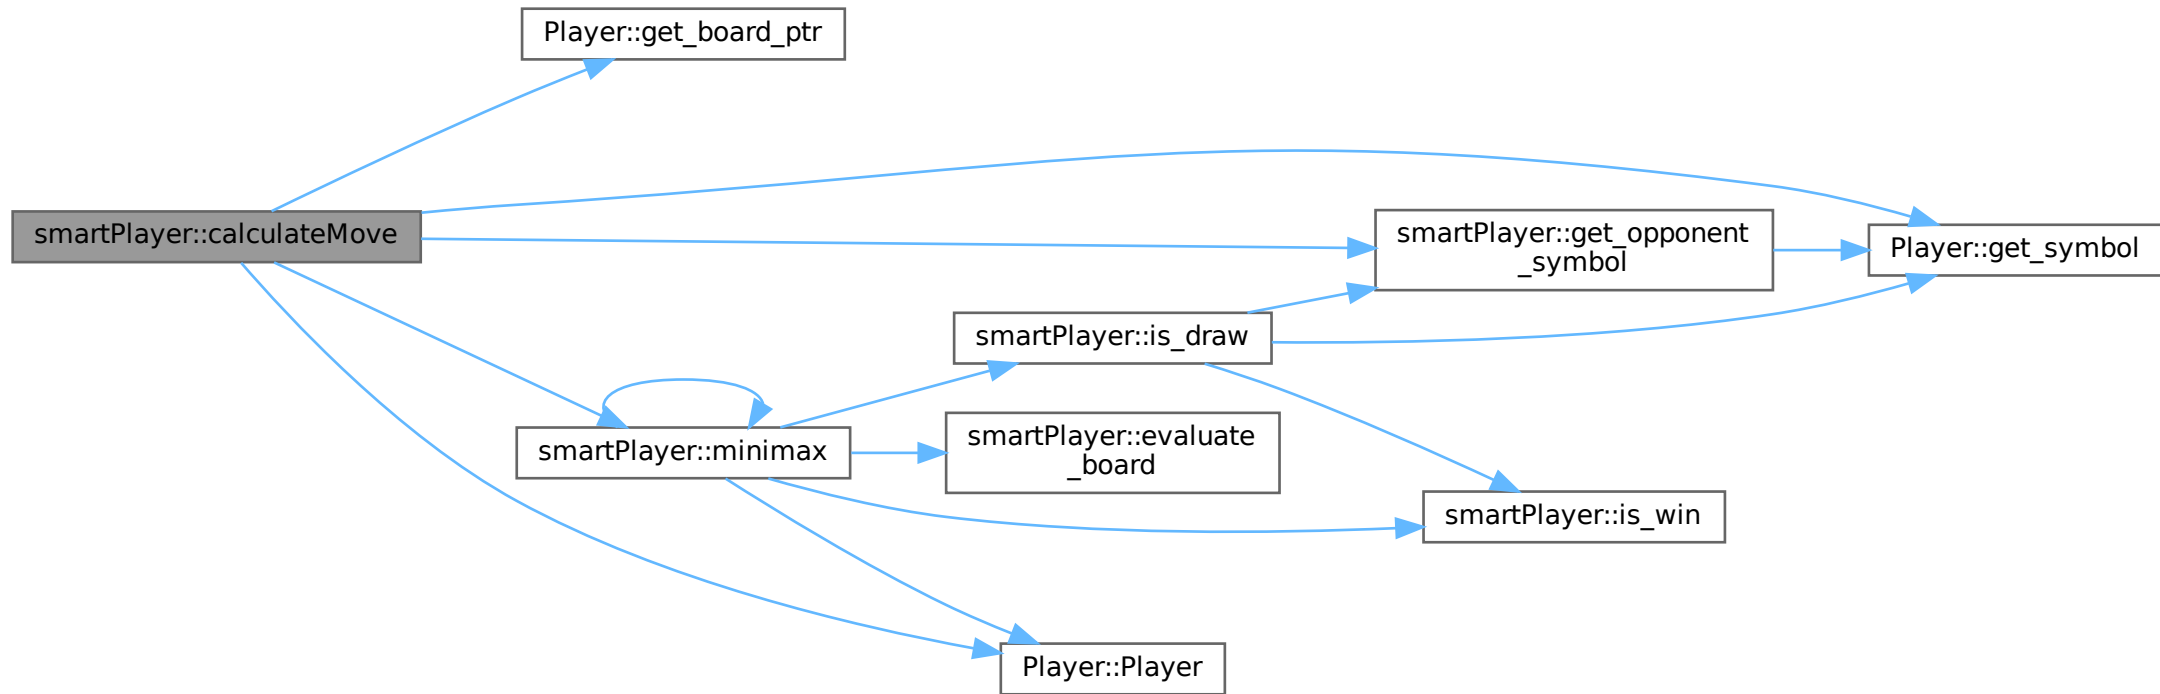 Player::get_board_ptr
smartPlayer::calculateMove
smartPlayer::get_opponent
_symbol
Player::get_symbol
smartPlayer::is_draw
smartPlayer::minimax
smartPlayer::evaluate
_board
smartPlayer::is_win
Player::Player